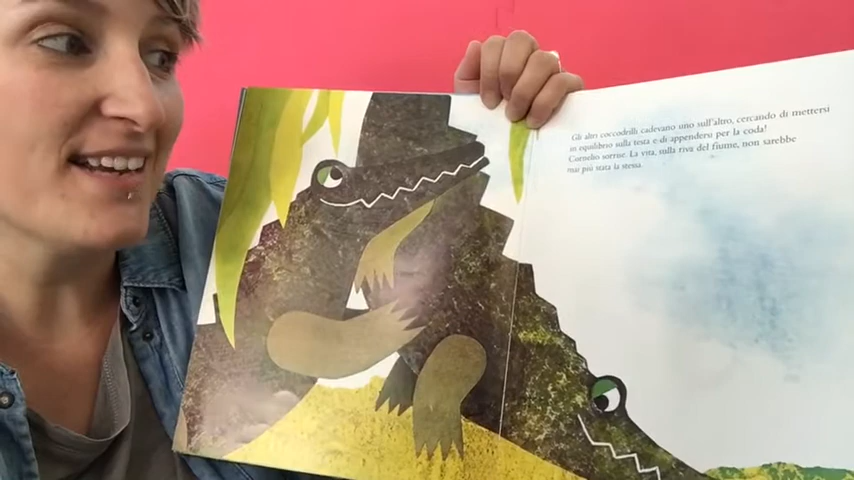 Gli altri coccodrilli cadevano uno sull'altro, cercando di mettersi
in equilibrio sulla testa e di appendersi per la coda!
Cornelio sorrise. La vita, sulla riva del fiume, non sarebbe
mai più stata la stessa.